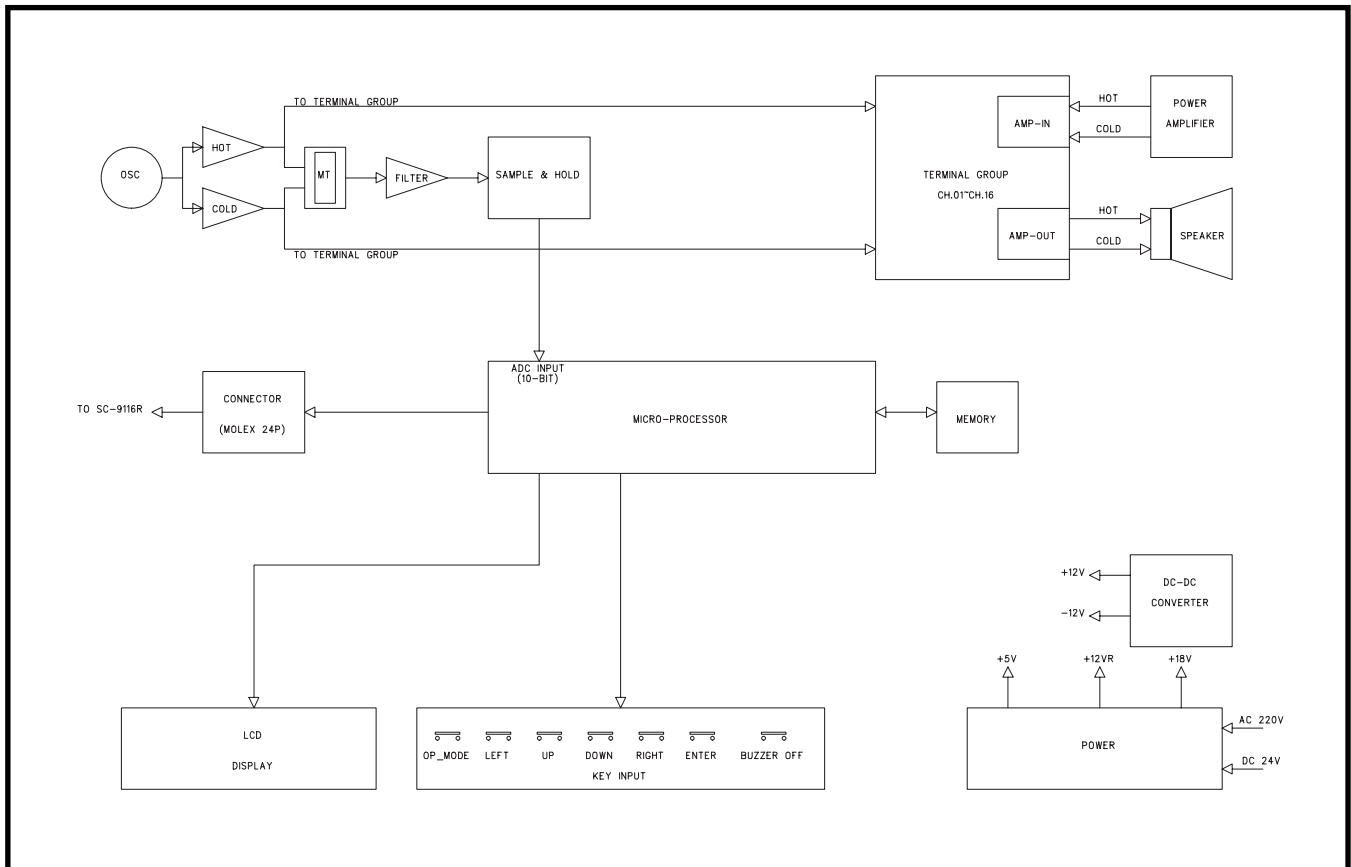 TO TERMINAL GROUP
OSC
HOT
COLD
MT
FILTER
SAMPLE & HOLD
TO TERMINAL GROUP
TERMINAL GROUP
CH.01~CH.16
AMP-IN
AMP-OUT
HOT
COLD
POWER
AMPLIFIER
HOT
COLD
SPEAKER
TO SC-9116R
CONNECTOR
(MOLEX 24P)
ADC INPUT
(10-BIT)
MICRO-PROCESSOR
MEMORY
+12V
-12V
DC-DC
CONVERTER
+5V
+12VR
+18V
POWER
AC 220V
DC 24V
LCD
DISPLAY
OP_MODE LEFT UP DOWN RIGHT ENTER BUZZER OFF
KEY INPUT